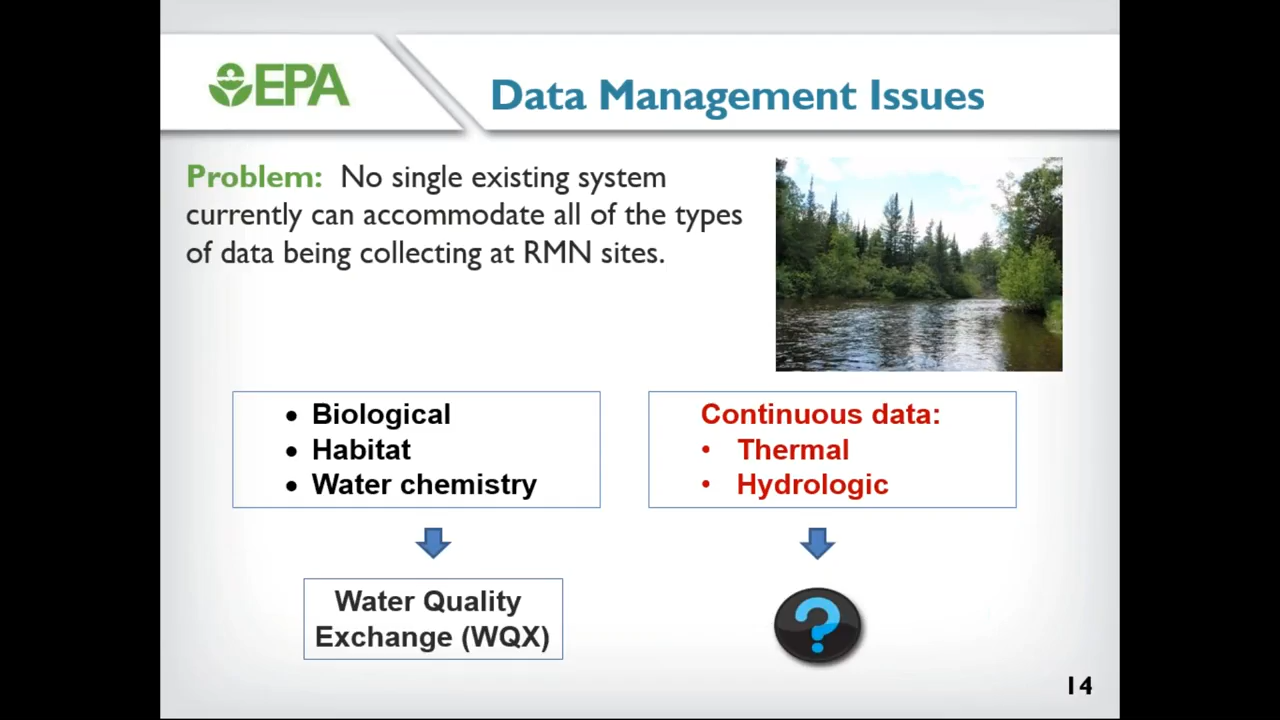 EPA
Data Management Issues
Problem: No single existing system
currently can accommodate all of the types
of data being collecting at RMN sites.
• Biological
• Habitat
• Water chemistry
Continuous data:
• Thermal
• Hydrologic
Water Quality
Exchange (WQX)
?
14